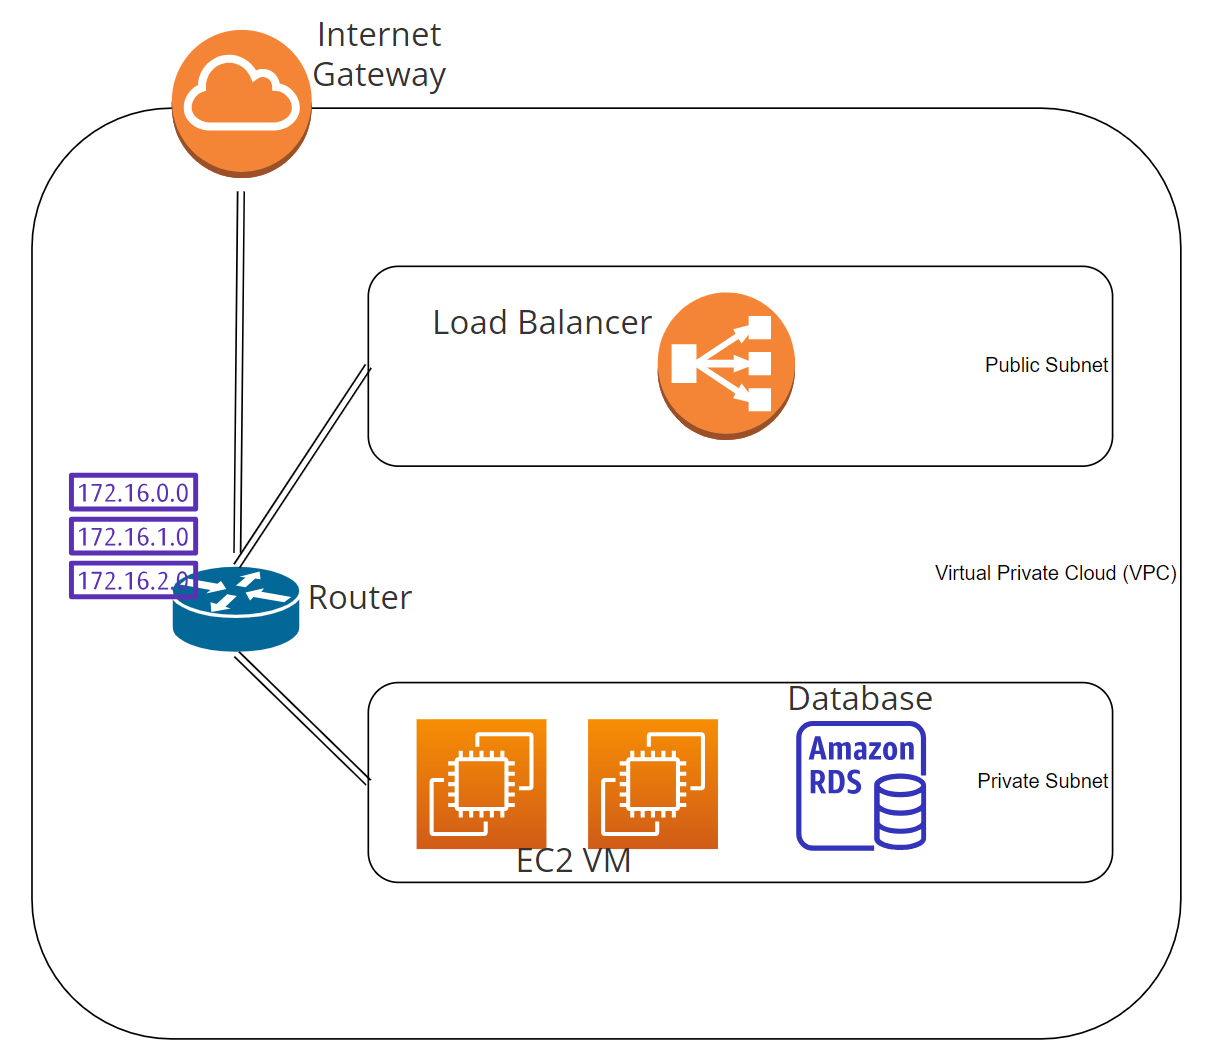 Internet
Gateway
Load Balancer
Public Subnet
172.16.0.0
172.16.1.0
172.16.2.0
Router
Virtual Private Cloud (VPC)
Database
Amazon
RDS
Private Subnet
EC2 VM